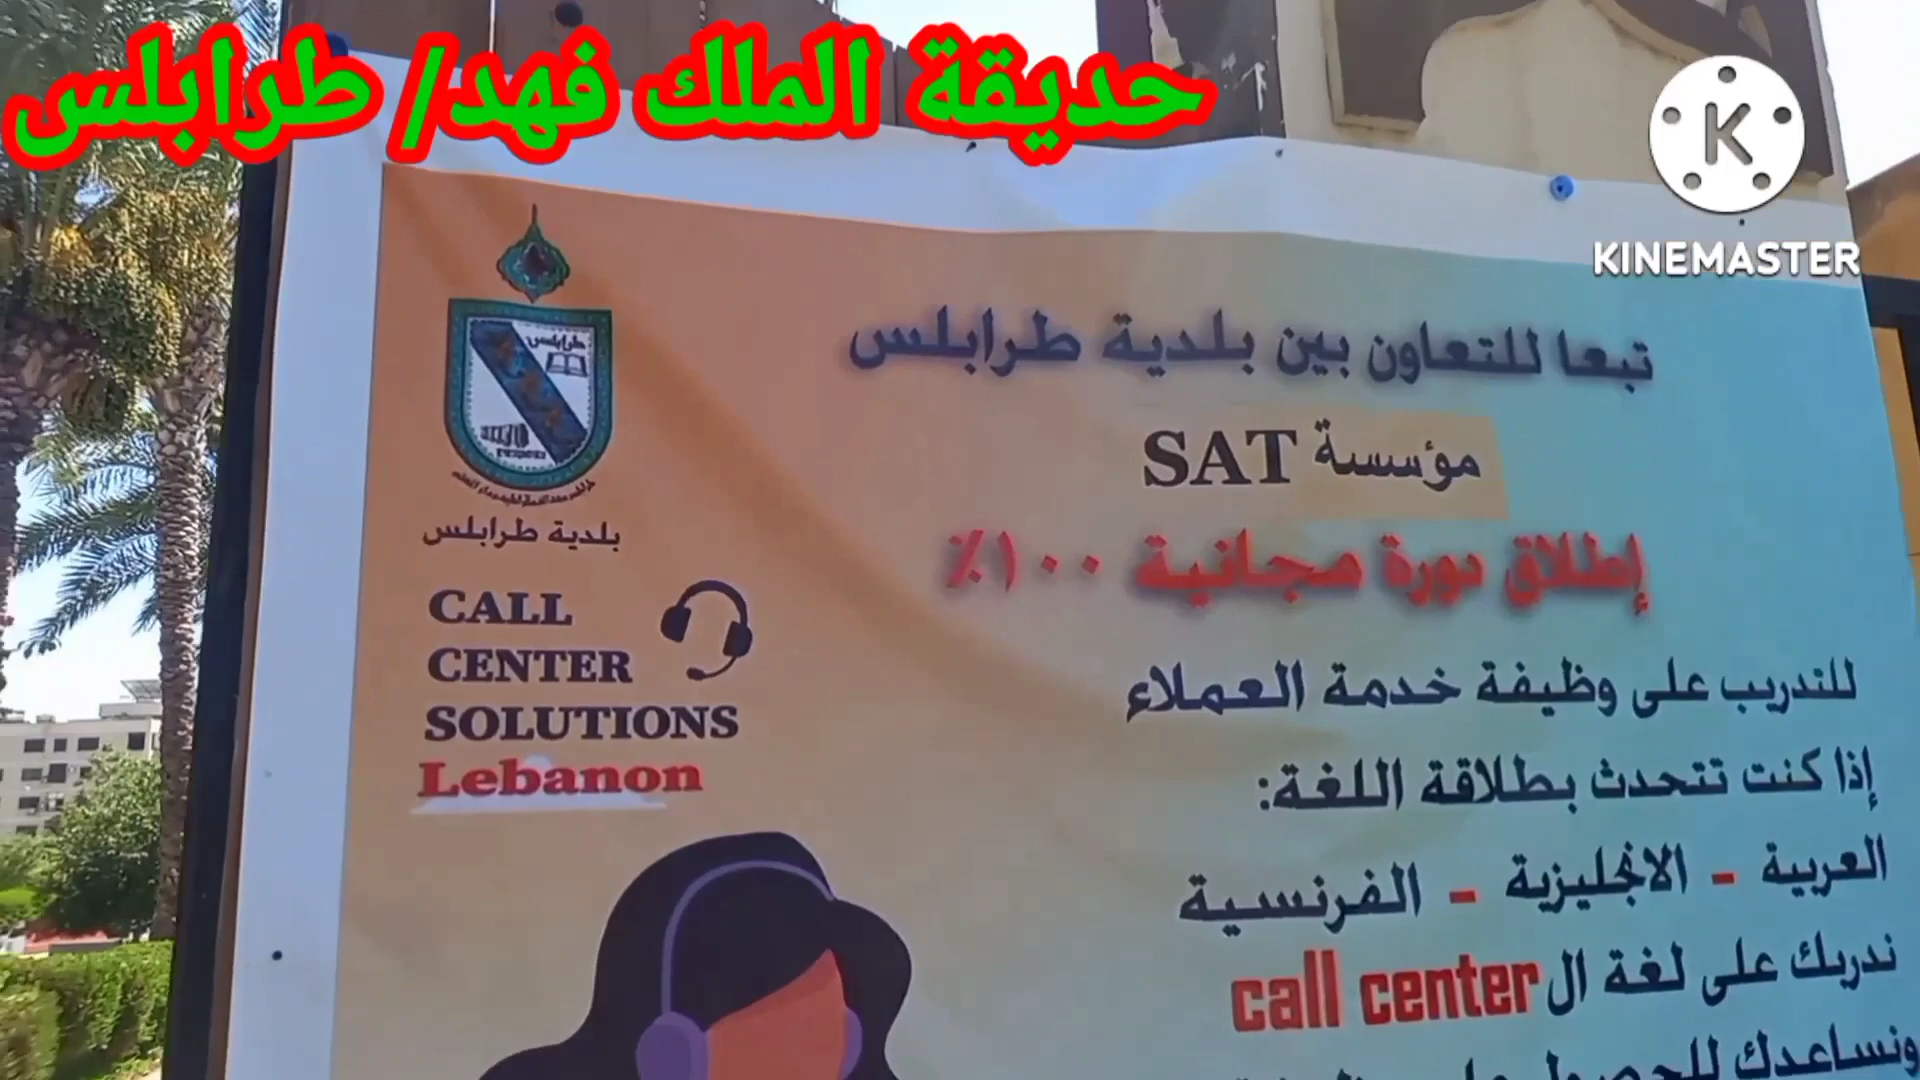 حديقة الملك فهد/ طرابلس
KINEMASTER
طرابلس
بلدية طرابلس
CALL
CENTER
SOLUTIONS
Lebanon
تبعا للتعاون بين بلدية طرابلس
مؤسسة SAT
إطلاق دورة مجانية ١٠٠٪
للتدريب على وظيفة خدمة العملاء
إذا كنت تتحدث بطلاقة اللغة:
العربية - الانجليزية - الفرنسية
ندربك على لغة ال call center
ونساعدك للحصول على